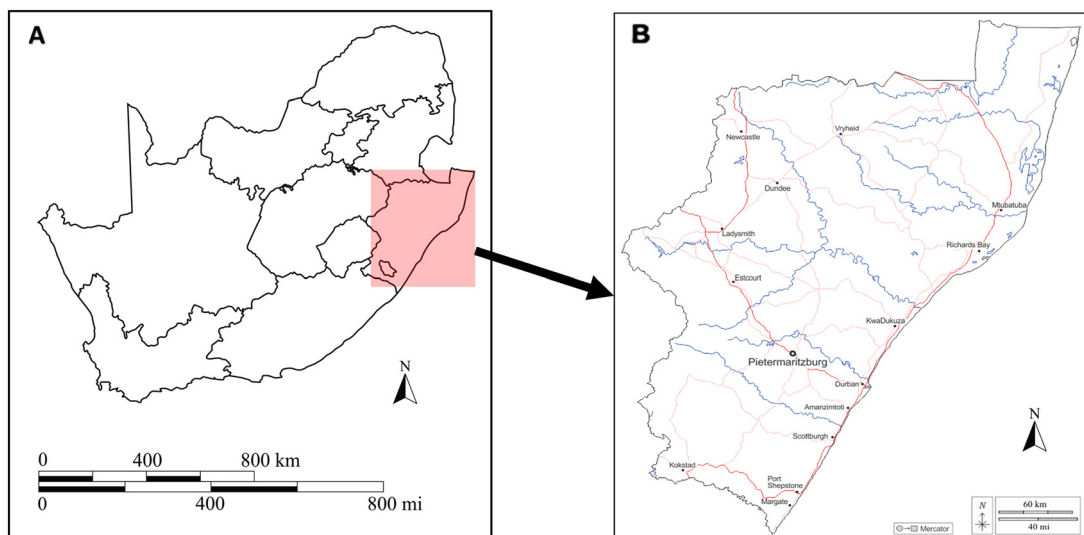 A
N
0 400 800 km
0 400 800 mi
B
Newcastle
Vryheid
Dundee
Mtubatuba
Ladysmith
Richards Bay
Estcourt
KwaDukuza
Pietermaritzburg
Durban
Amanzimtoti
N
Scottburgh
Kokstad
Port
Shepstone
Margate
N
60 km
40 mi
Mercator